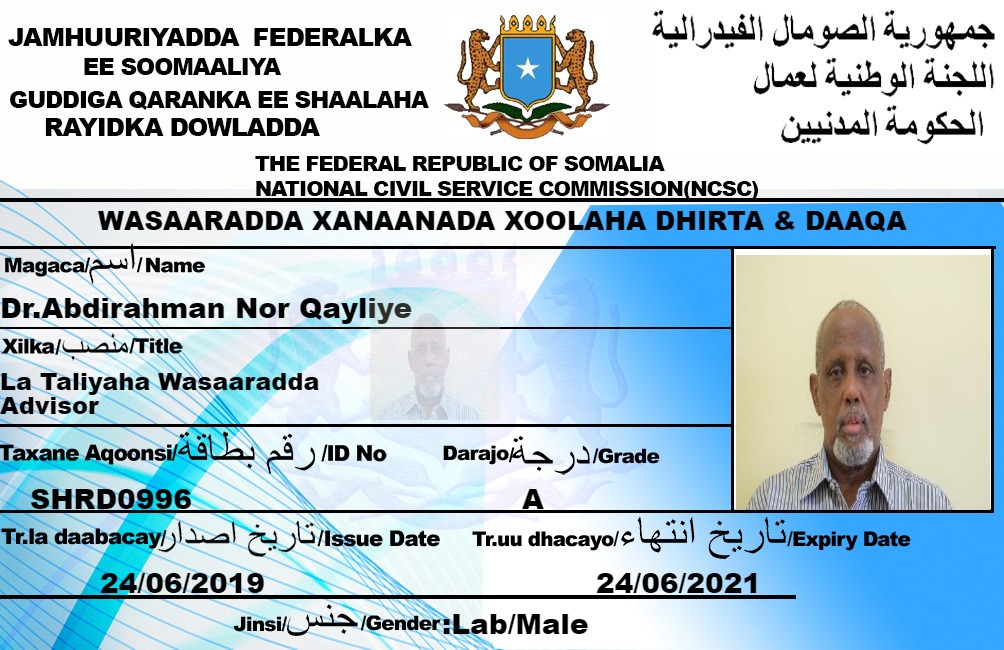 JAMHUURIYADDA FEDERALKA
EE SOOMAALIYA
GUDDIGA QARANKA EE SHAALAHA
RAYIDKA DOWLADDA
جمهورية الصومال الفيدرالية
اللجنة الوطنية لعمال
الحكومة المدنيين
THE FEDERAL REPUBLIC OF SOMALIA
NATIONAL CIVIL SERVICE COMMISSION(NCSC)
WASAARADDA XANAANADA XOOLAHA DHIRTA & DAAQA
Magaca/اسم/Name
Dr.Abdirahman Nor Qayliye
Xilka/منصب/Title
La Taliyaha Wasaaradda
Advisor
Taxane Aqoonsi/رقم بطاقة/ID No
Darajo/درجة/Grade
SHRD0996
A
Tr.la daabacay/تاريخ اصدار/Issue Date
Tr.uu dhacayo/تاريخ انتهاء/Expiry Date
24/06/2019
24/06/2021
Jinsi/جنس/Gender:Lab/Male